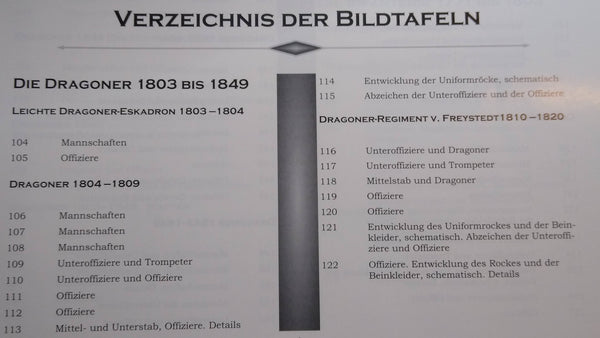 VERZEICHNIS DER BILDTAFELN
DIE DRAGONER 1803 BIS 1849
LEICHTE DRAGONER-ESKADRON 1803–1804
104 Mannschaften
105 Offiziere
DRAGONER 1804–1809
106 Mannschaften
107 Mannschaften
108 Mannschaften
109 Unteroffiziere und Trompeter
110 Unteroffiziere und Offiziere
111 Offiziere
112 Offiziere
113 Mittel- und Unterstab, Offiziere. Details
114 Entwicklung der Uniformröcke, schematisch
115 Abzeichen der Unteroffiziere und der Offiziere
DRAGONER-REGIMENT V. FREYSTEDT 1810–1820
116 Unteroffiziere und Dragoner
117 Unteroffiziere und Trompeter
118 Mittelstab und Dragoner
119 Offiziere
120 Offiziere
121 Entwicklung des Uniformrockes und der Bein-
kleider, schematisch. Abzeichen der Unteroffi-
ziere und Offiziere
122 Offiziere. Entwicklung des Rockes und der
Beinkleider, schematisch. Details